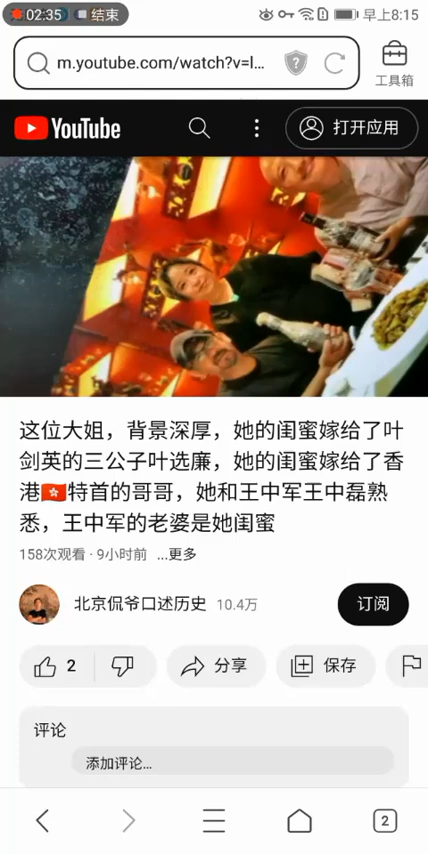 02:35 结束
早上8:15
m.youtube.com/watch?v=l...
工具箱
YouTube
打开应用
这位大姐，背景深厚，她的闺蜜嫁给了叶
剑英的三公子叶选廉，她的闺蜜嫁给了香
港🇭🇰特首的哥哥，她和王中军王中磊熟
悉，王中军的老婆是她闺蜜
158次观看 · 9小时前 ...更多
北京侃爷口述历史 10.4万
订阅
2
分享
保存
评论
添加评论...
2